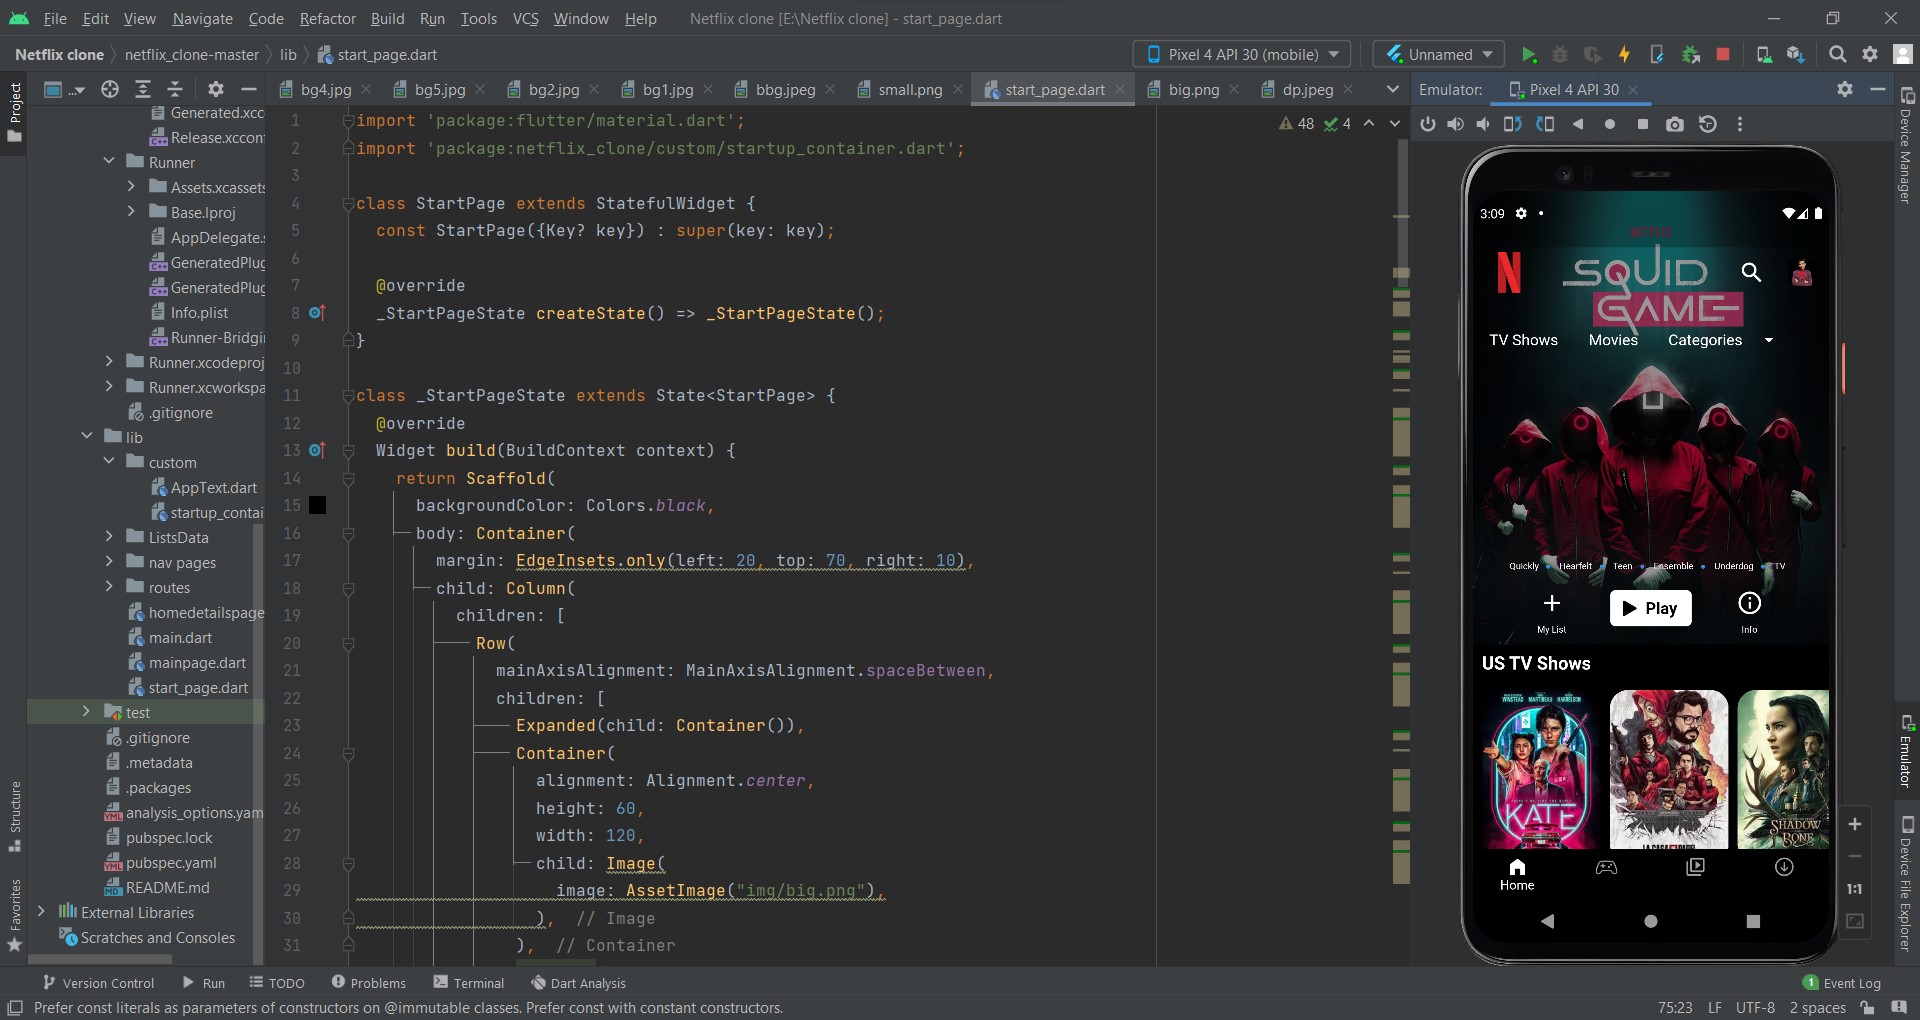 File Edit View Navigate Code Refactor Build Run Tools VCS Window Help Netflix clone [E:\Netflix clone] - start_page.dart
Netflix clone netflix_clone-master lib start_page.dart Pixel 4 API 30 (mobile) Unnamed
bg4.jpg bg5.jpg bg2.jpg bg1.jpg bbg.jpeg small.png start_page.dart big.png dp.jpeg Emulator: Pixel 4 API 30
Project
Structure
Favorites
Generated.xcc
Release.xccon
Runner
Assets.xcassets
Base.lproj
AppDelegate.s
GeneratedPlug
GeneratedPlug
Info.plist
Runner-Bridgin
Runner.xcodeproj
Runner.xcworkspa
.gitignore
lib
custom
AppText.dart
startup_contai
ListsData
nav pages
routes
homedetailspage
main.dart
mainpage.dart
start_page.dart
test
.gitignore
.metadata
.packages
analysis_options.yam
pubspec.lock
pubspec.yaml
README.md
External Libraries
Scratches and Consoles
48 4
1 import 'package:flutter/material.dart';
2 import 'package:netflix_clone/custom/startup_container.dart';
3
4 class StartPage extends StatefulWidget {
5 const StartPage({Key? key}) : super(key: key);
6
7 @override
8 _StartPageState createState() => _StartPageState();
9 }
10
11 class _StartPageState extends State<StartPage> {
12 @override
13 Widget build(BuildContext context) {
14 return Scaffold(
15 backgroundColor: Colors.black,
16 body: Container(
17 margin: EdgeInsets.only(left: 20, top: 70, right: 10),
18 child: Column(
19 children: [
20 Row(
21 mainAxisAlignment: MainAxisAlignment.spaceBetween,
22 children: [
23 Expanded(child: Container()),
24 Container(
25 alignment: Alignment.center,
26 height: 60,
27 width: 120,
28 child: Image(
29 image: AssetImage("img/big.png"),
30 ), // Image
31 ), // Container
3:09
NETFLIX
N
SQUID
GAME
TV Shows Movies Categories
Quickly Hearfelt Teen Ensemble Underdog TV
My List Play Info
US TV Shows
WINSTEAD MARTINEAU HARRELSON
KATE
LA CASA
SHADOW
BONE
Home
Device Manager
Emulator
Device File Explorer
1:1
Version Control Run TODO Problems Terminal Dart Analysis 1 Event Log
Prefer const literals as parameters of constructors on @immutable classes. Prefer const with constant constructors. 75:23 LF UTF-8 2 spaces